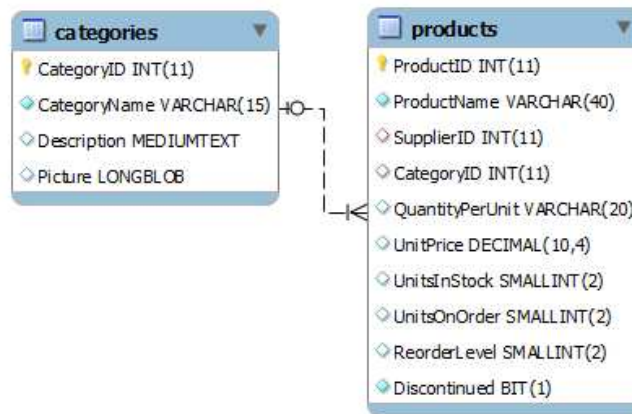 categories
CategoryID INT(11)
CategoryName VARCHAR(15)
Description MEDIUMTEXT
Picture LONGBLOB
products
ProductID INT(11)
ProductName VARCHAR(40)
SupplierID INT(11)
CategoryID INT(11)
QuantityPerUnit VARCHAR(20)
UnitPrice DECIMAL(10,4)
UnitsInStock SMALLINT(2)
UnitsOnOrder SMALLINT(2)
ReorderLevel SMALLINT(2)
Discontinued BIT(1)